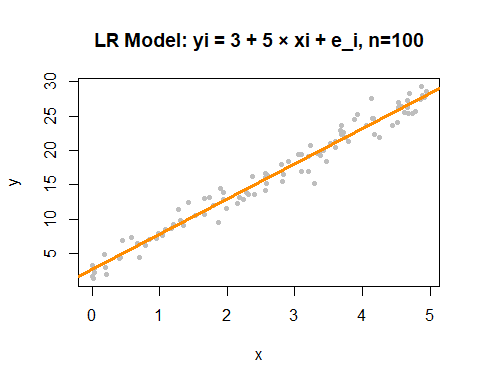 LR Model: yi = 3 + 5 × xi + e_i, n=100
30
25
20
15
10
5
y
0 1 2 3 4 5
x